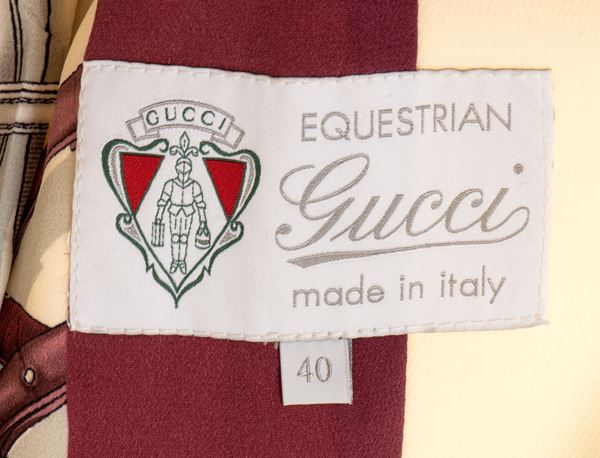 GUCCI
EQUESTRIAN
Gucci
made in italy
40